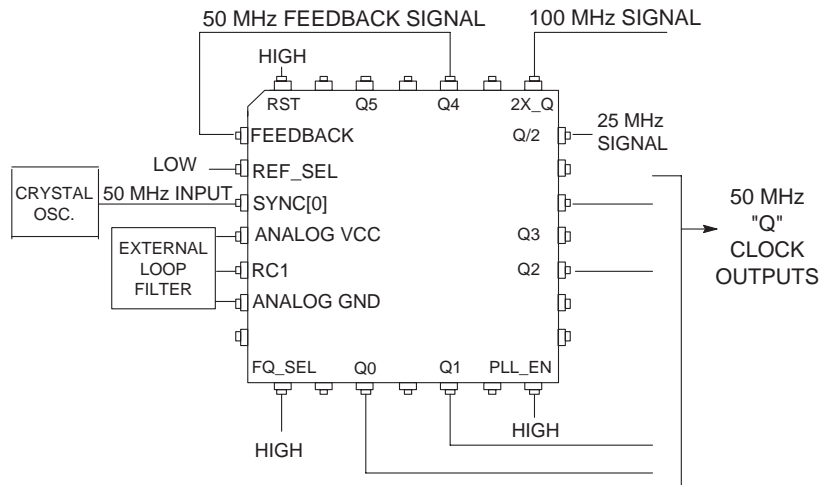 50 MHz FEEDBACK SIGNAL
100 MHz SIGNAL
HIGH
RST
Q5
Q4
2X_Q
FEEDBACK
Q/2
25 MHz
SIGNAL
LOW
REF_SEL
CRYSTAL
OSC.
50 MHz INPUT
SYNC[0]
50 MHz
"Q"
CLOCK
OUTPUTS
ANALOG VCC
Q3
EXTERNAL
LOOP
FILTER
RC1
Q2
ANALOG GND
FQ_SEL
Q0
Q1
PLL_EN
HIGH
HIGH